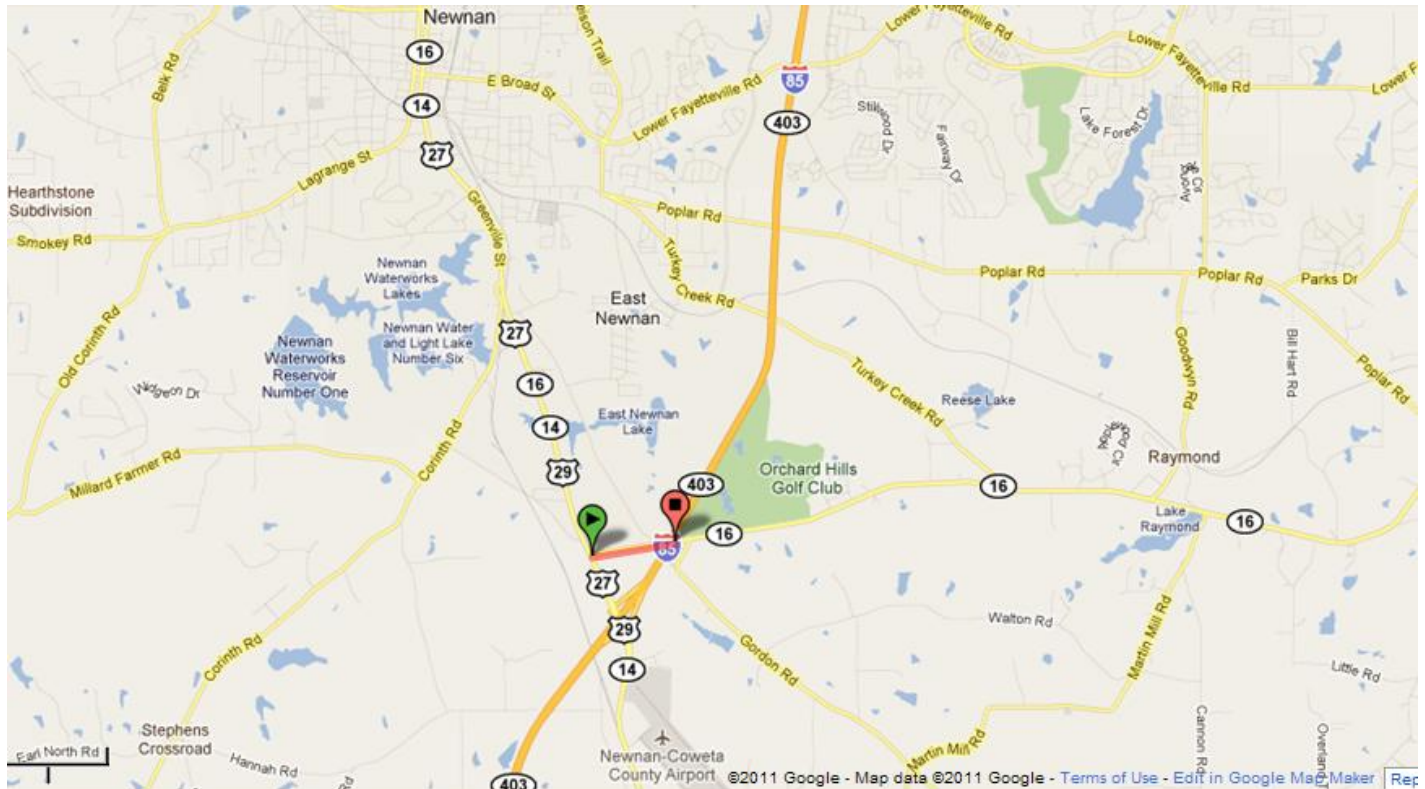 Newnan
16
14
27
Belk Rd
E Broad St
Lower Fayetteville Rd
85
403
Lower Fayetteville Rd
Lower
Stillwood Dr
Fairway Dr
Lake Forest Dr
Hearthstone
Subdivision
Lagrange St
Smokey Rd
Greenville St
Poplar Rd
Turkey Creek Rd
Poplar Rd
Poplar Rd
Parks Dr
Newnan
Waterworks
Lakes
East
Newnan
Old Corinth Rd
Newnan
Waterworks
Reservoir
Number One
Newnan Water
and Light Lake
Number Six
27
16
14
29
Widgeon Dr
Goodwyn Rd
Bill Hart Rd
Poplar Rd
Turkey Creek Rd
Reese Lake
East Newnan
Lake
Corinth Rd
Millard Farmer Rd
Raymond
Orchard Hills
Golf Club
403
16
16
16
Lake
Raymond
85
27
29
14
Walton Rd
Gordon Rd
Martin Mill Rd
Little Rd
Corinth Rd
Stephens
Crossroad
Earl North Rd
Hannah Rd
Cannon Rd
Martin Mill Rd
Newnan-Coweta
County Airport
403
©2011 Google - Map data ©2011 Google - Terms of Use - Edit in Google Map Maker